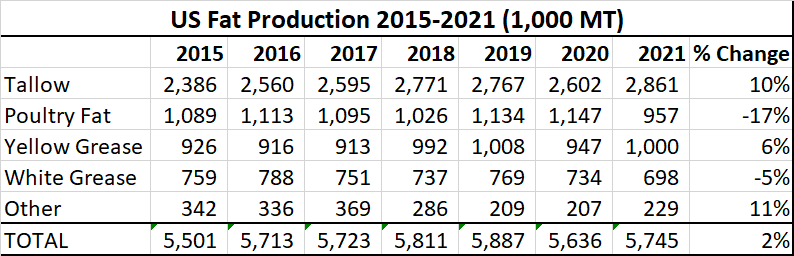 US Fat Production 2015-2021 (1,000 MT)
2015 2016 2017 2018 2019 2020 2021 % Change
Tallow 2,386 2,560 2,595 2,771 2,767 2,602 2,861 10%
Poultry Fat 1,089 1,113 1,095 1,026 1,134 1,147 957 -17%
Yellow Grease 926 916 913 992 1,008 947 1,000 6%
White Grease 759 788 751 737 769 734 698 -5%
Other 342 336 369 286 209 207 229 11%
TOTAL 5,501 5,713 5,723 5,811 5,887 5,636 5,745 2%